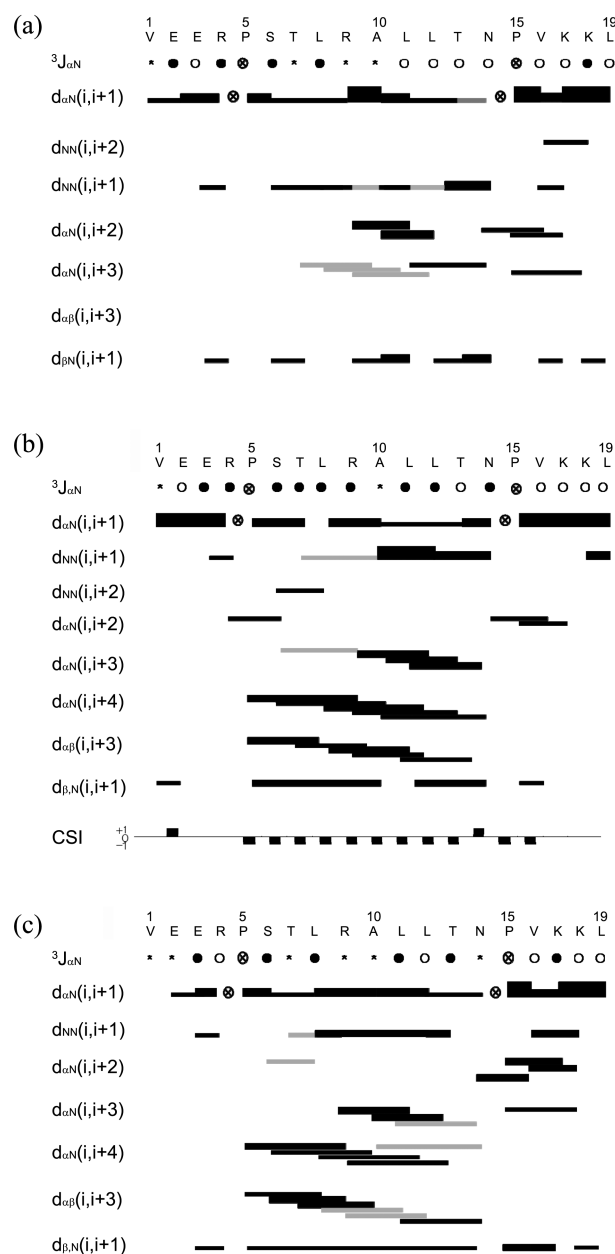 (a)
1 5 10 15 19
V E E R P S T L R A L L T N P V K K L
³JαN * ● O ● ⊗ ● * ● * * O O O O ⊗ O O ● O
dαN(i,i+1) ⊗ ⊗
dNN(i,i+2)
dNN(i,i+1)
dαN(i,i+2)
dαN(i,i+3)
dαβ(i,i+3)
dβN(i,i+1)
(b)
1 5 10 15 19
V E E R P S T L R A L L T N P V K K L
³JαN * O ● ● ⊗ ● ● ● ● * ● ● O ● ⊗ O O O O
dαN(i,i+1) ⊗ ⊗
dNN(i,i+1)
dNN(i,i+2)
dαN(i,i+2)
dαN(i,i+3)
dαN(i,i+4)
dαβ(i,i+3)
dβ,N(i,i+1)
CSI +1 0 −1
(c)
1 5 10 15 19
V E E R P S T L R A L L T N P V K K L
³JαN * * ● O ⊗ ● * ● * * ● O ● * ⊗ O ● O O
dαN(i,i+1) ⊗ ⊗
dNN(i,i+1)
dαN(i,i+2)
dαN(i,i+3)
dαN(i,i+4)
dαβ(i,i+3)
dβ,N(i,i+1)